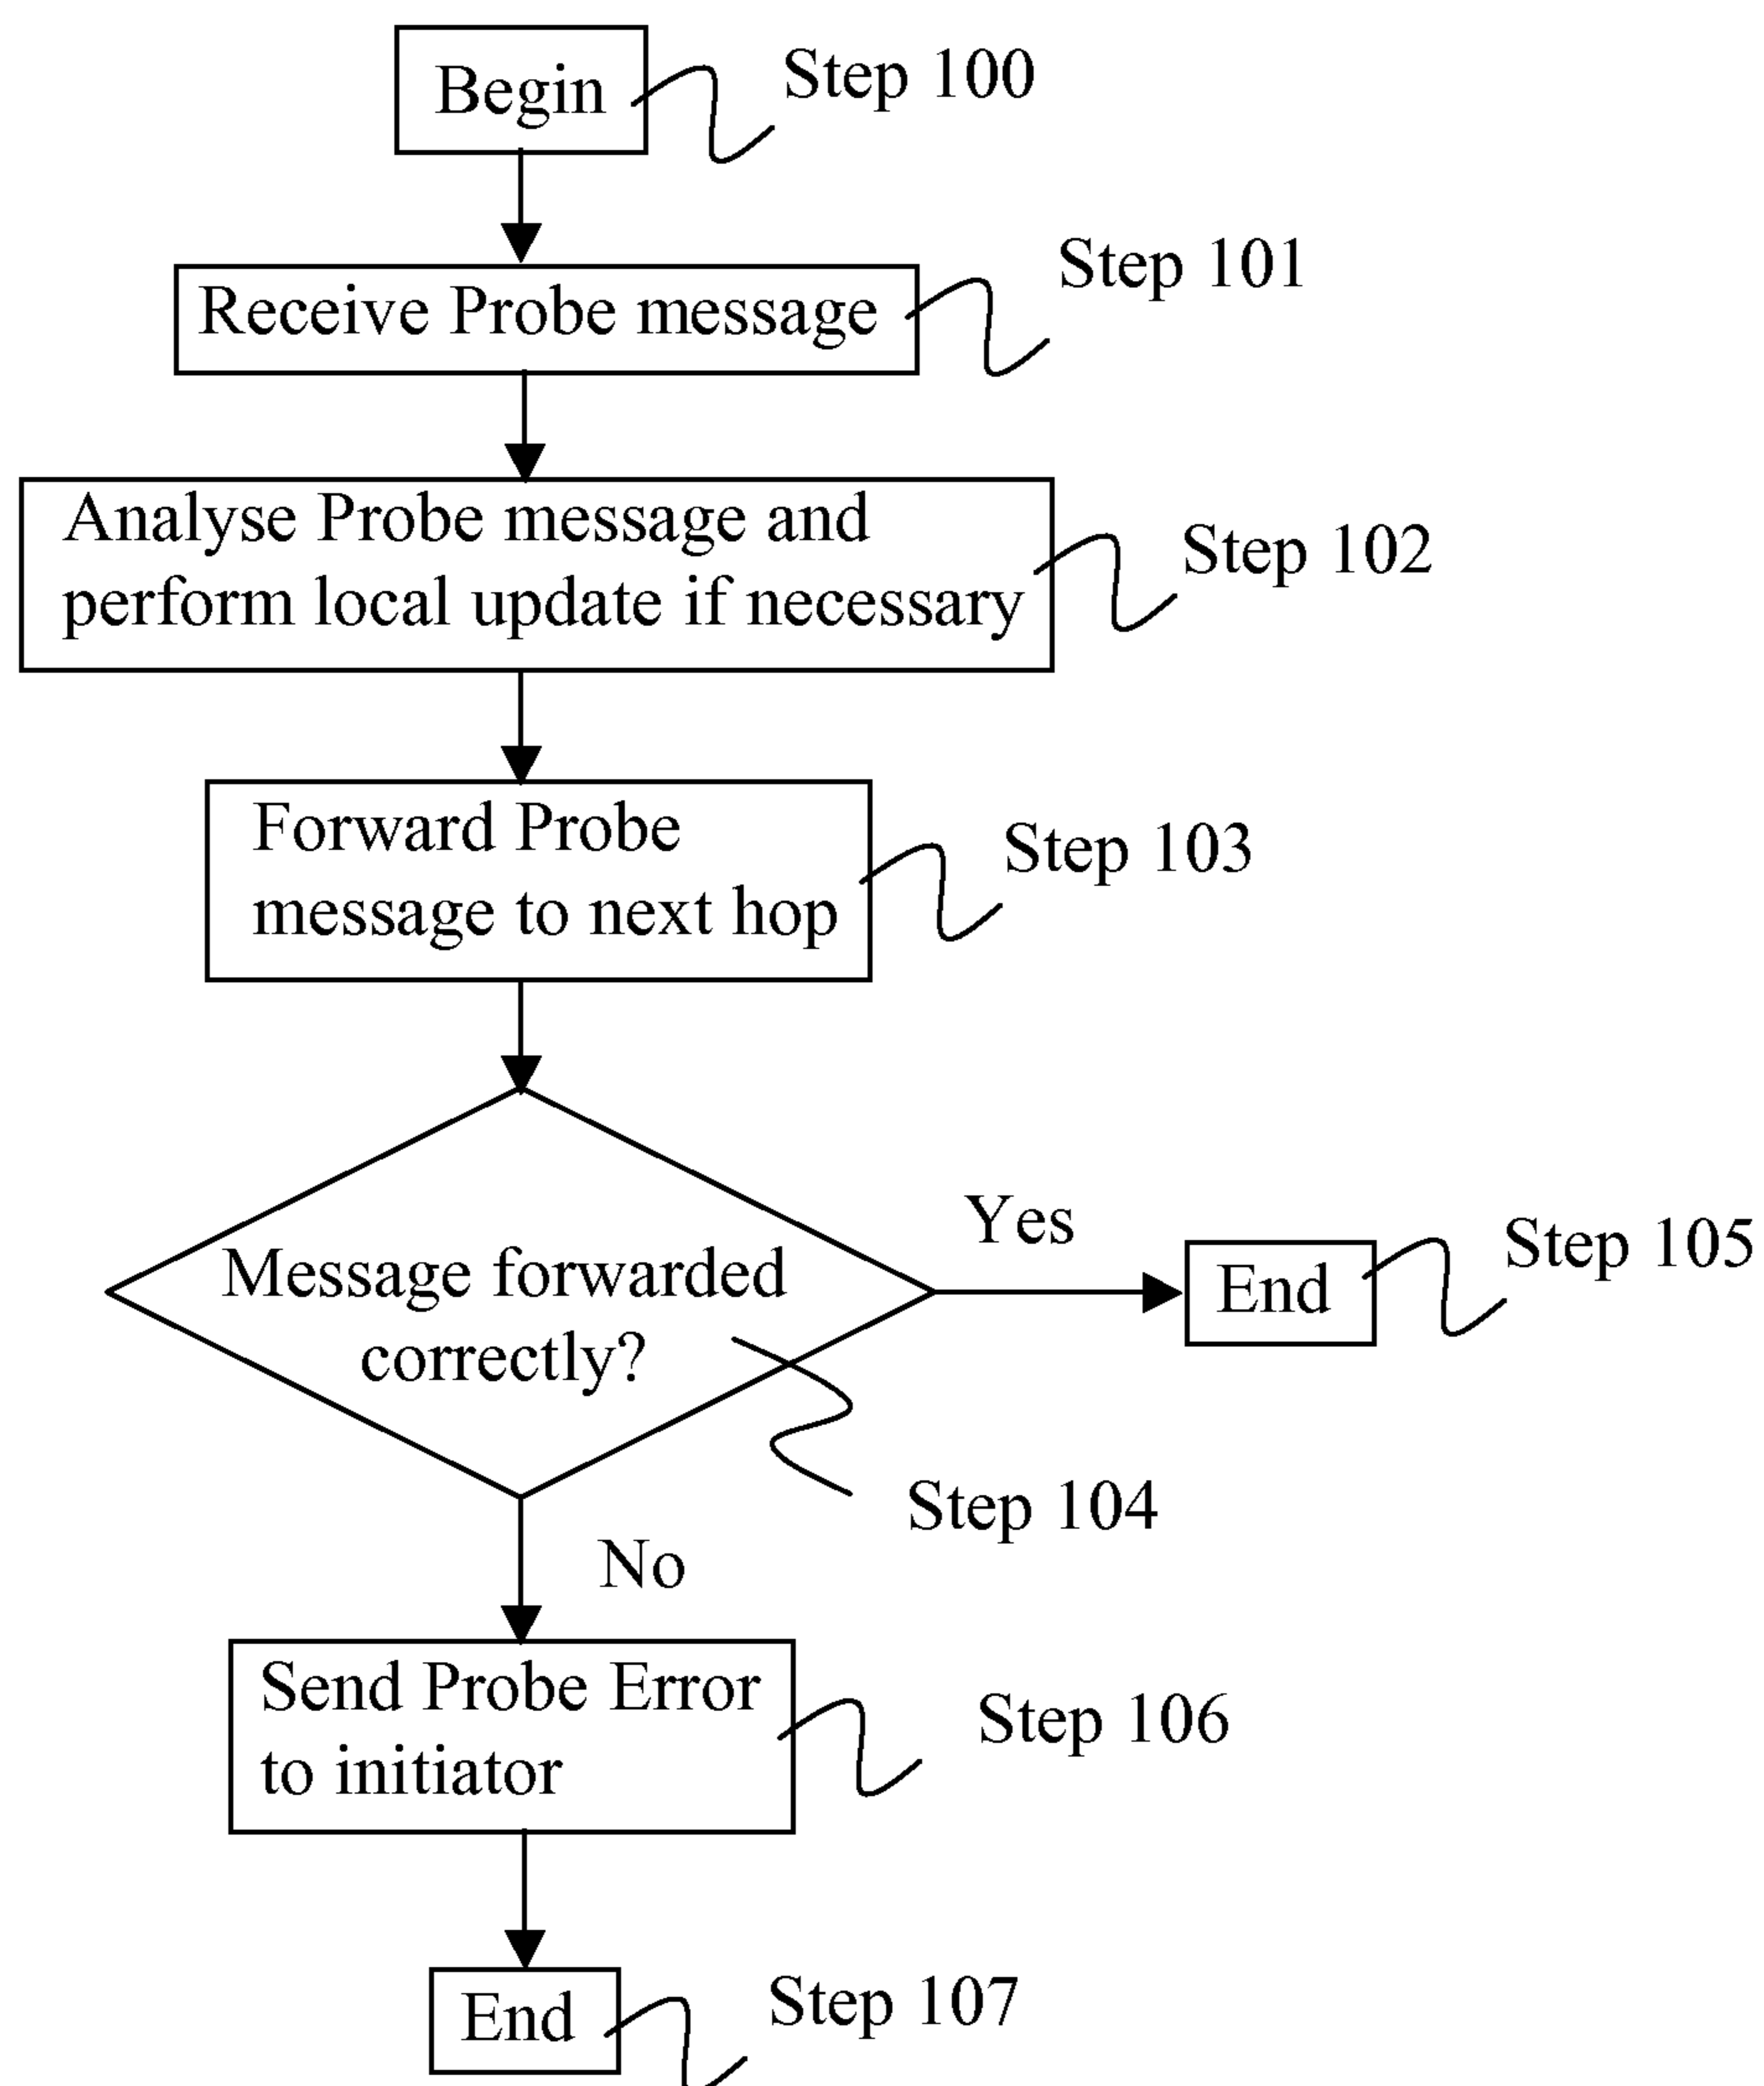 Begin
Step 100
Receive Probe message
Step 101
Analyse Probe message and
perform local update if necessary
Step 102
Forward Probe
message to next hop
Step 103
Message forwarded
correctly?
Step 104
Yes
End
Step 105
No
Send Probe Error
to initiator
Step 106
End
Step 107